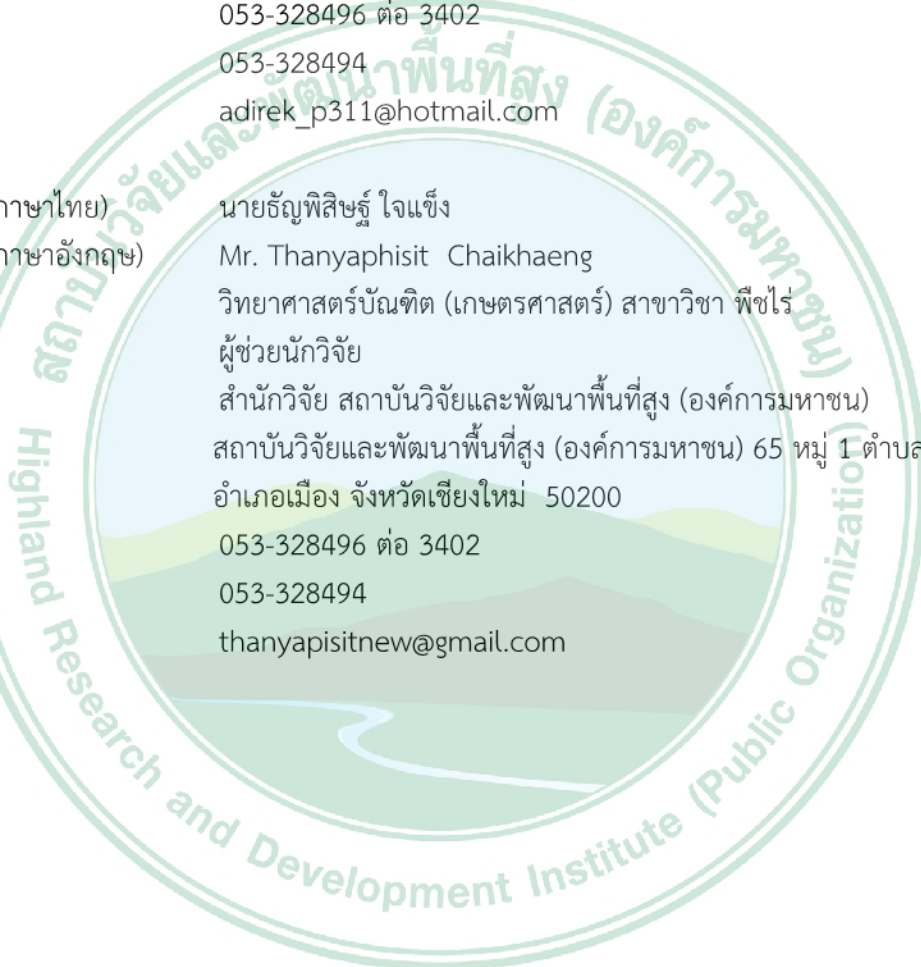 053-328496 ต่อ 3402
053-328494
adirek_p311@hotmail.com
ภาษาไทย) นายธัญพิสิษฐ์ ใจแข็ง
ภาษาอังกฤษ) Mr. Thanyaphisit Chaikhaeng
วิทยาศาสตร์บัณฑิต (เกษตรศาสตร์) สาขาวิชา พืชไร่
ผู้ช่วยนักวิจัย
สำนักวิจัย สถาบันวิจัยและพัฒนาพื้นที่สูง (องค์การมหาชน)
สถาบันวิจัยและพัฒนาพื้นที่สูง (องค์การมหาชน) 65 หมู่ 1 ตำบล
อำเภอเมือง จังหวัดเชียงใหม่ 50200
053-328496 ต่อ 3402
053-328494
thanyapisitnew@gmail.com
สถาบันวิจัยและพัฒนาพื้นที่สูง (องค์การมหาชน)
Highland Research and Development Institute (Public Organization)